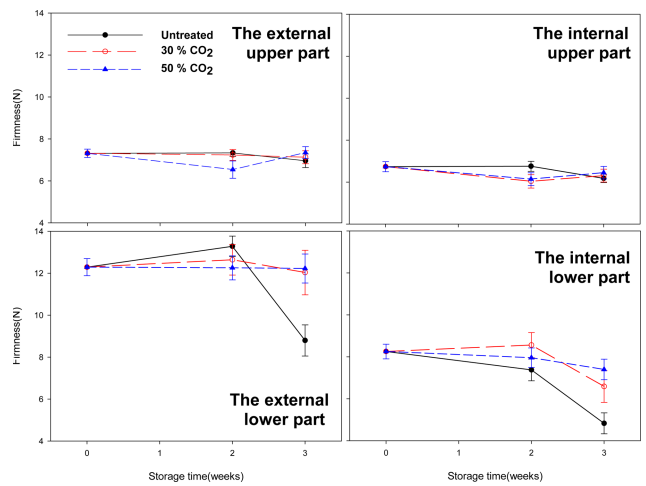 14
12
10
8
6
4
Firmness(N)
Untreated
30 % CO2
50 % CO2
The external
upper part
The internal
upper part
14
12
10
8
6
4
Firmness(N)
The external
lower part
The internal
lower part
0 1 2 3
0 1 2 3
Storage time(weeks)
Storage time(weeks)